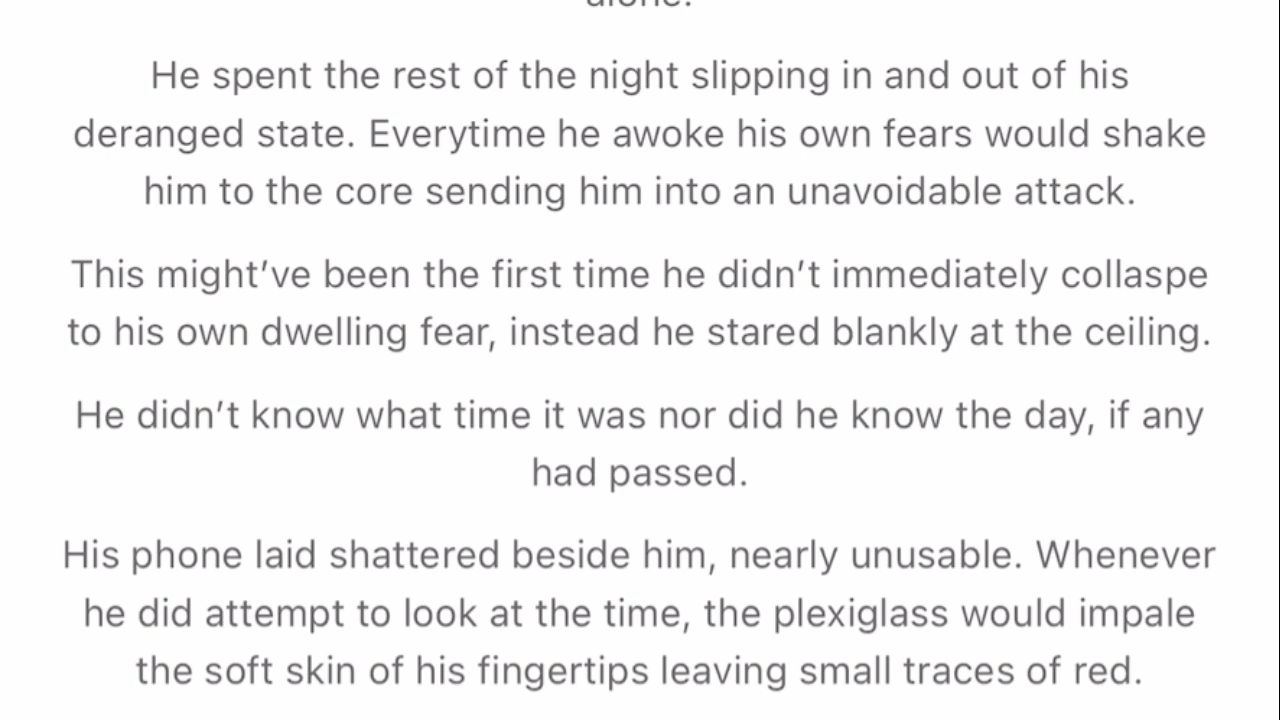 alone.
He spent the rest of the night slipping in and out of his
deranged state. Everytime he awoke his own fears would shake
him to the core sending him into an unavoidable attack.
This might’ve been the first time he didn’t immediately collaspe
to his own dwelling fear, instead he stared blankly at the ceiling.
He didn’t know what time it was nor did he know the day, if any
had passed.
His phone laid shattered beside him, nearly unusable. Whenever
he did attempt to look at the time, the plexiglass would impale
the soft skin of his fingertips leaving small traces of red.